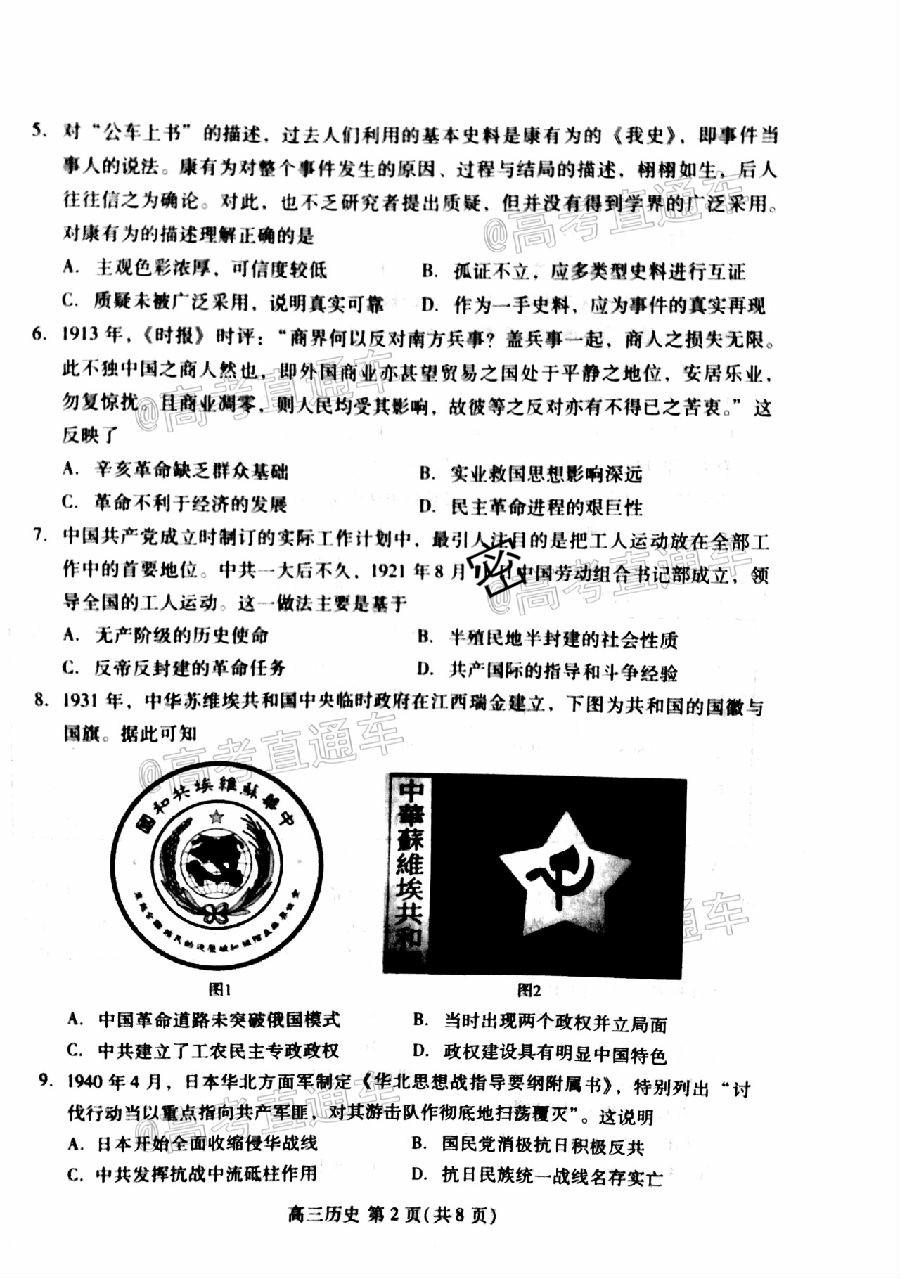 5. 对“公车上书”的描述，过去人们利用的基本史料是康有为的《我史》，即事件当
事人的说法。康有为对整个事件发生的原因、过程与结局的描述，栩栩如生，后人
往往信之为确论。对此，也不乏研究者提出质疑，但并没有得到学界的广泛采用。
对康有为的描述理解正确的是
A. 主观色彩浓厚，可信度较低 B. 孤证不立，应多类型史料进行互证
C. 质疑未被广泛采用，说明真实可靠 D. 作为一手史料，应为事件的真实再现
6. 1913 年，《时报》时评：“商界何以反对南方兵事？盖兵事一起，商人之损失无限。
此不独中国之商人然也，即外国商业亦甚望贸易之国处于平静之地位，安居乐业，
勿复惊扰。且商业凋零，则人民均受其影响，故彼等之反对亦有不得已之苦衷。”这
反映了
A. 辛亥革命缺乏群众基础 B. 实业救国思想影响深远
C. 革命不利于经济的发展 D. 民主革命进程的艰巨性
7. 中国共产党成立时制订的实际工作计划中，最引人注目的是把工人运动放在全部工
作中的首要地位。中共一大后不久，1921 年 8 月 密 中国劳动组合书记部成立，领
导全国的工人运动。这一做法主要是基于
A. 无产阶级的历史使命 B. 半殖民地半封建的社会性质
C. 反帝反封建的革命任务 D. 共产国际的指导和斗争经验
8. 1931 年，中华苏维埃共和国中央临时政府在江西瑞金建立，下图为共和国的国徽与
国旗。据此可知
國和共埃維蘇華中
中華蘇維埃共和
图1 图2
A. 中国革命道路未突破俄国模式 B. 当时出现两个政权并立局面
C. 中共建立了工农民主专政政权 D. 政权建设具有明显中国特色
9. 1940 年 4 月，日本华北方面军制定《华北思想战指导要纲附属书》，特别列出“讨
伐行动当以重点指向共产军匪，对其游击队作彻底地扫荡覆灭”。这说明
A. 日本开始全面收缩侵华战线 B. 国民党消极抗日积极反共
C. 中共发挥抗战中流砥柱作用 D. 抗日民族统一战线名存实亡
高三历史 第 2 页(共 8 页)
@高考直通车
@高考直通车
@高考直通车
@高考直通车
@高考直通车